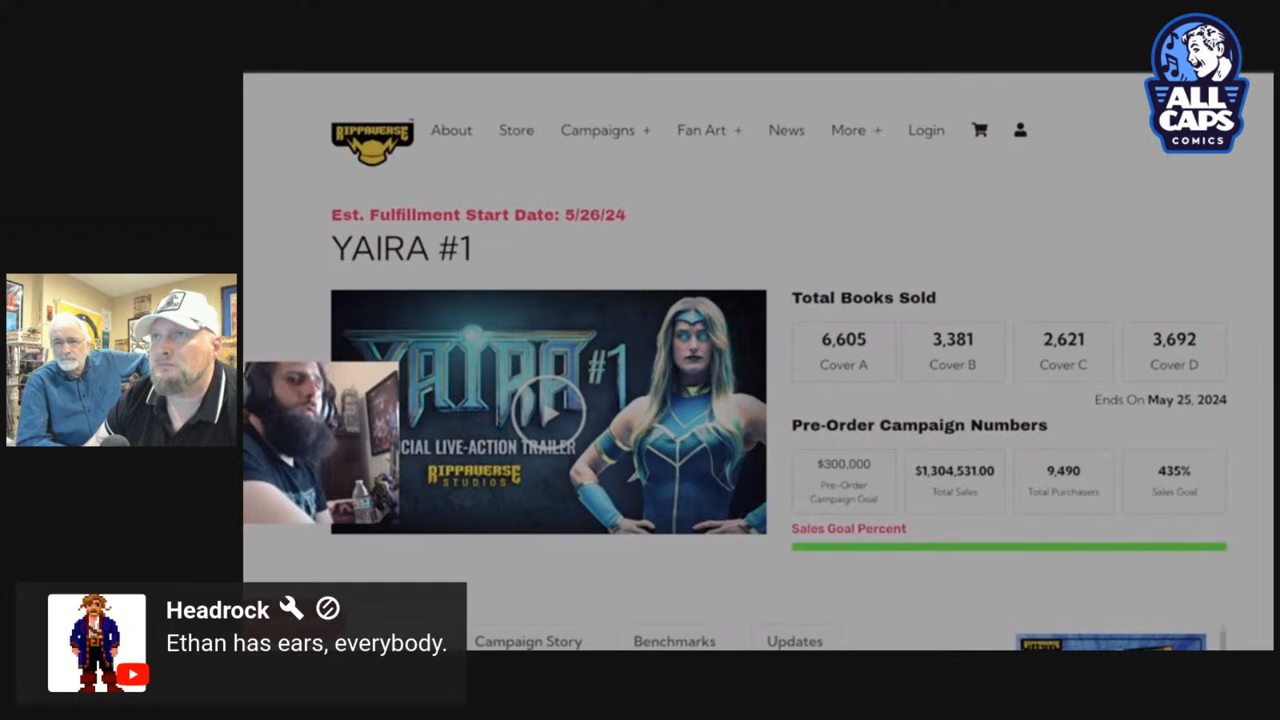 ALL
CAPS
COMICS
RIPPAVERSE
About
Store
Campaigns +
Fan Art +
News
More +
Login
Est. Fulfillment Start Date: 5/26/24
YAIRA #1
YAIRA #1
CIAL LIVE-ACTION TRAILER
RIPPAVERSE
STUDIOS
Total Books Sold
6,605
Cover A
3,381
Cover B
2,621
Cover C
3,692
Cover D
Ends On May 25, 2024
Pre-Order Campaign Numbers
$300,000
Pre-Order
Campaign Goal
$1,304,531.00
Total Sales
9,490
Total Purchasers
435%
Sales Goal
Sales Goal Percent
Campaign Story
Benchmarks
Updates
Headrock
Ethan has ears, everybody.